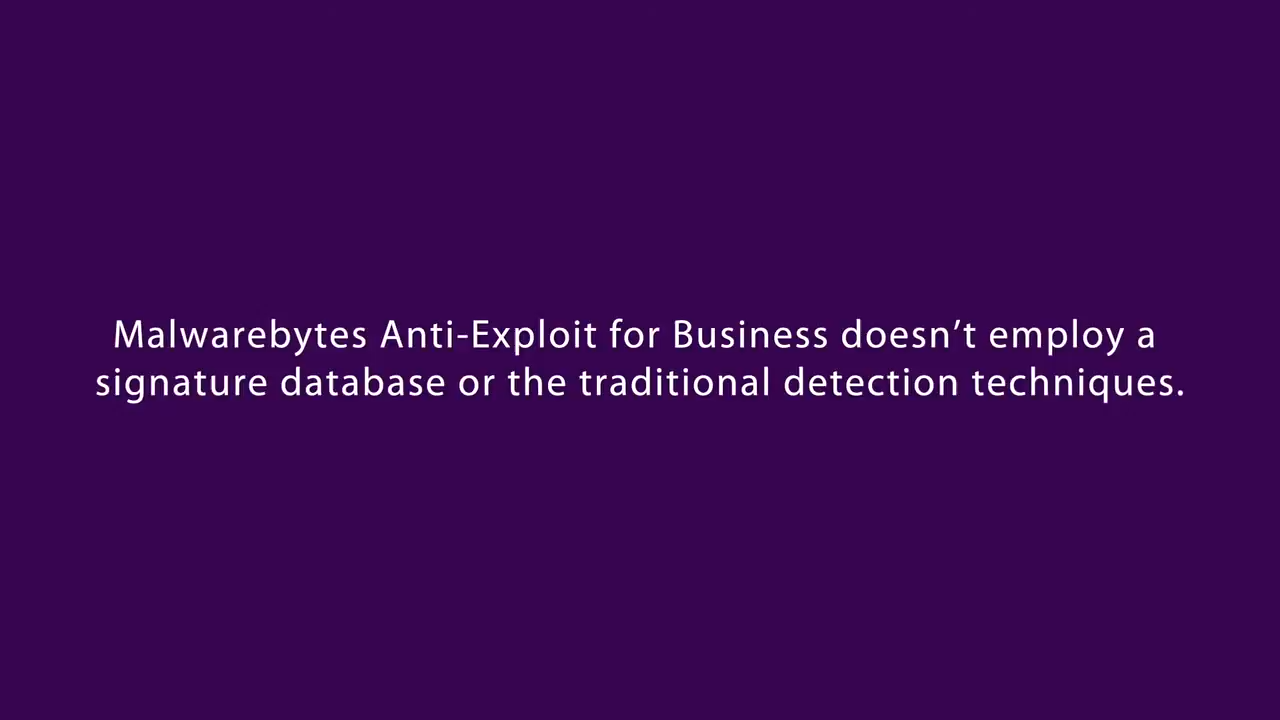 Malwarebytes Anti-Exploit for Business doesn’t employ a
signature database or the traditional detection techniques.